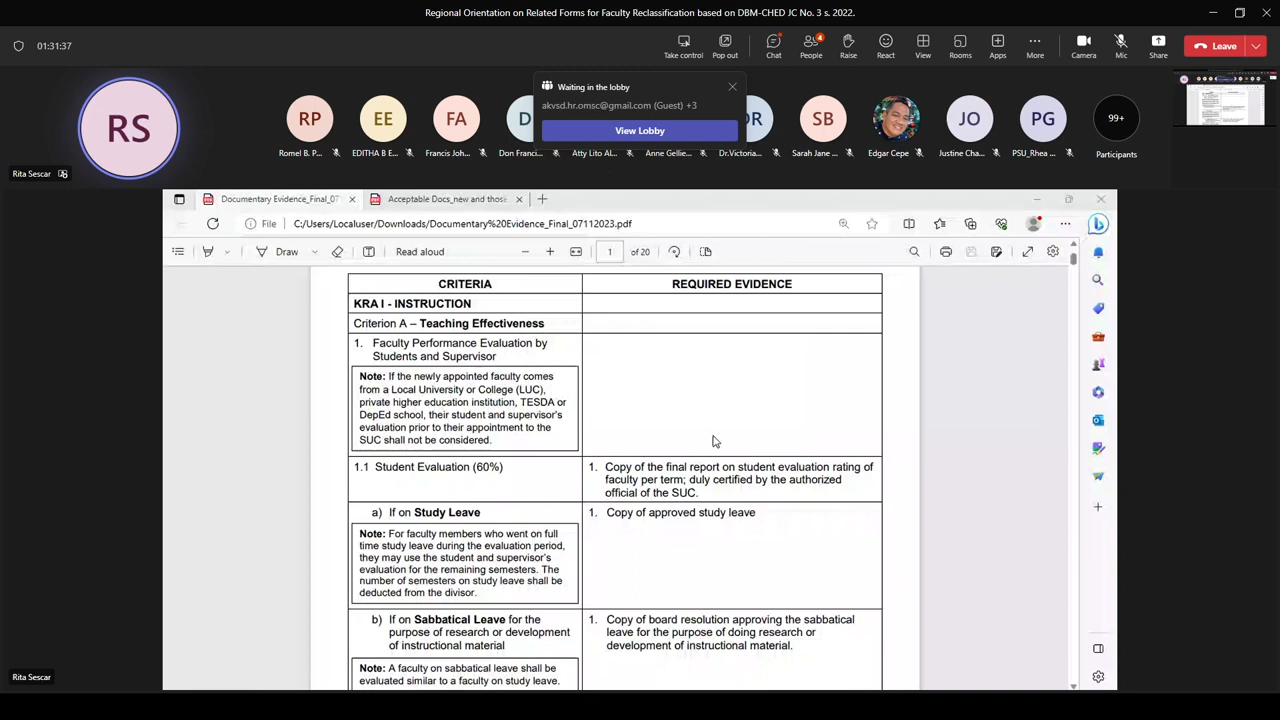 Regional Orientation on Related Forms for Faculty Reclassification based on DBM-CHED JC No. 3 s. 2022.
01:31:37
Take control
Pop out
Chat
4
People
Raise
React
View
Rooms
Apps
More
Camera
Mic
Share
Leave
Waiting in the lobby
akvsd.hr.omsc@gmail.com (Guest) +3
View Lobby
RS
RP
EE
FA
D
DR
SB
JO
PG
99+
Rita Sescar
Romel B. P...
EDITHA B E...
Francis Joh...
Don Franci...
Atty Lito Al...
Anne Gellie...
Dr.Victoria...
Sarah Jane ...
Edgar Cepe
Justine Cha...
PSU_Rhea ...
Participants
Documentary Evidence_Final_07
Acceptable Docs_new and those
File
C:/Users/Localuser/Downloads/Documentary%20Evidence_Final_07112023.pdf
Draw
Read aloud
1
of 20
CRITERIA
REQUIRED EVIDENCE
KRA I - INSTRUCTION
Criterion A – Teaching Effectiveness
1. Faculty Performance Evaluation by
Students and Supervisor
Note: If the newly appointed faculty comes
from a Local University or College (LUC),
private higher education institution, TESDA or
DepEd school, their student and supervisor's
evaluation prior to their appointment to the
SUC shall not be considered.
1.1 Student Evaluation (60%)
1. Copy of the final report on student evaluation rating of
faculty per term; duly certified by the authorized
official of the SUC.
a) If on Study Leave
1. Copy of approved study leave
Note: For faculty members who went on full
time study leave during the evaluation period,
they may use the student and supervisor's
evaluation for the remaining semesters. The
number of semesters on study leave shall be
deducted from the divisor.
b) If on Sabbatical Leave for the
purpose of research or development
of instructional material
1. Copy of board resolution approving the sabbatical
leave for the purpose of doing research or
development of instructional material.
Note: A faculty on sabbatical leave shall be
evaluated similar to a faculty on study leave.
Rita Sescar